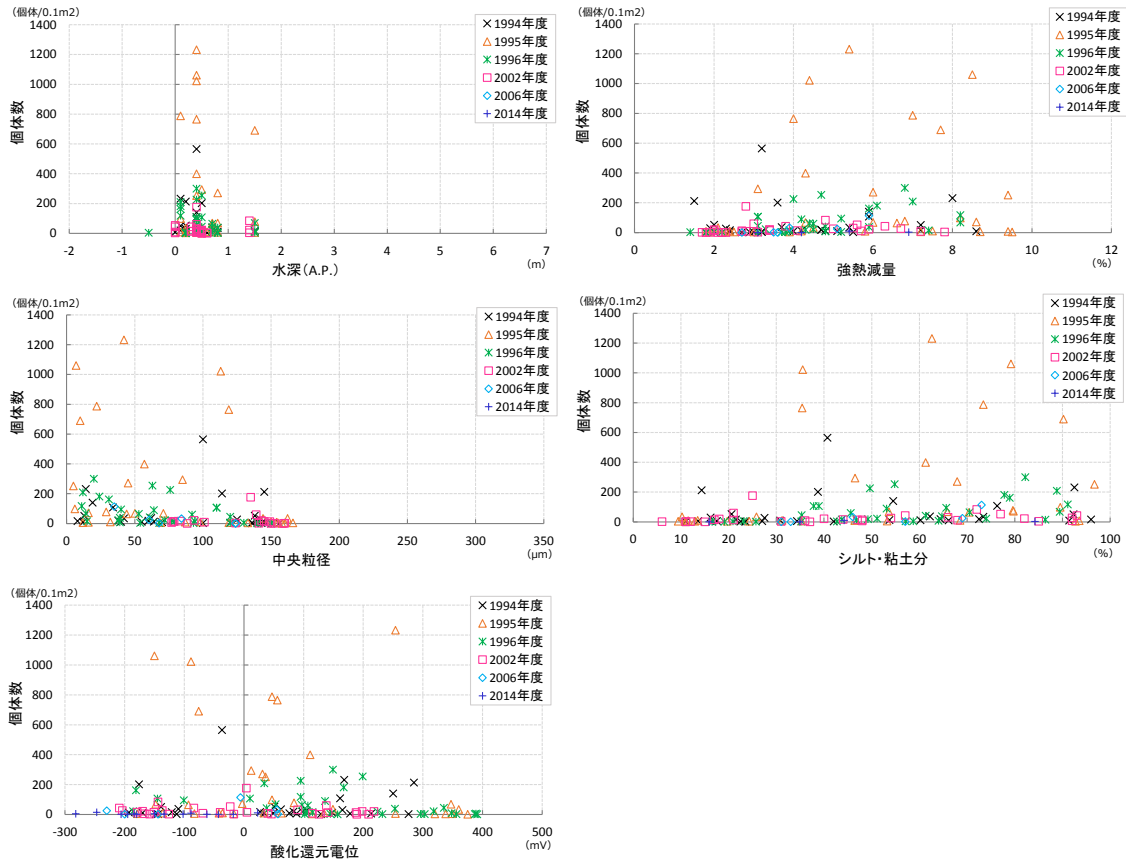 (個体/0.1m2)
1400
1200
1000
800
600
400
200
0
個体数
-2 -1 0 1 2 3 4 5 6 7
水深(A.P.) (m)
1994年度
1995年度
1996年度
2002年度
2006年度
2014年度
(個体/0.1m2)
1400
1200
1000
800
600
400
200
0
個体数
0 2 4 6 8 10 12
強熱減量 (%)
1994年度
1995年度
1996年度
2002年度
2006年度
2014年度
(個体/0.1m2)
1400
1200
1000
800
600
400
200
0
個体数
0 50 100 150 200 250 300 350
中央粒径 (μm)
1994年度
1995年度
1996年度
2002年度
2006年度
2014年度
(個体/0.1m2)
1400
1200
1000
800
600
400
200
0
個体数
0 10 20 30 40 50 60 70 80 90 100
シルト・粘土分 (%)
1994年度
1995年度
1996年度
2002年度
2006年度
2014年度
(個体/0.1m2)
1400
1200
1000
800
600
400
200
0
個体数
-300 -200 -100 0 100 200 300 400 500
酸化還元電位 (mV)
1994年度
1995年度
1996年度
2002年度
2006年度
2014年度